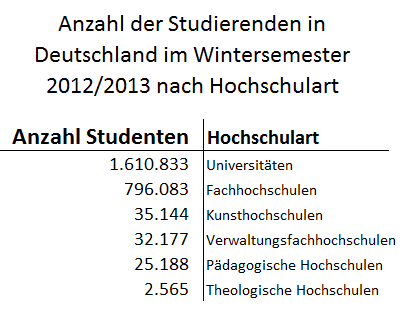 Anzahl der Studierenden in
Deutschland im Wintersemester
2012/2013 nach Hochschulart
Anzahl Studenten Hochschulart
1.610.833 Universitäten
796.083 Fachhochschulen
35.144 Kunsthochschulen
32.177 Verwaltungsfachhochschulen
25.188 Pädagogische Hochschulen
2.565 Theologische Hochschulen